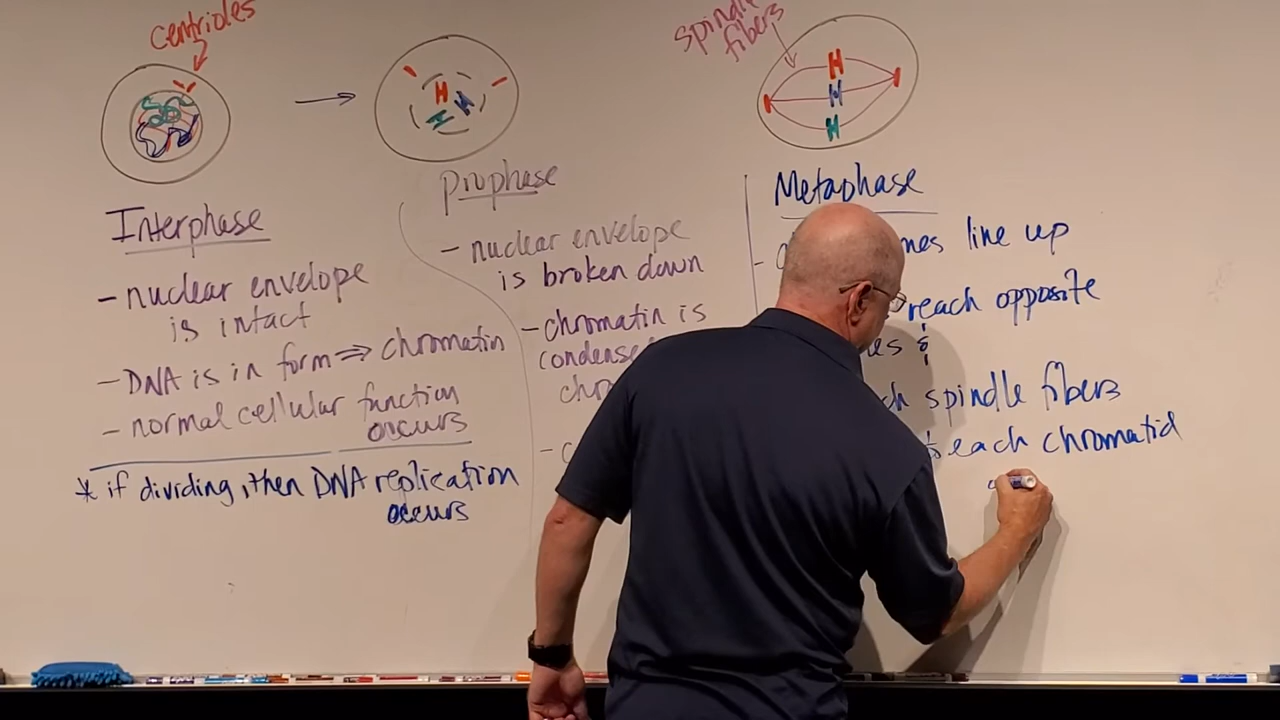 centrioles
spindle
fibers
Interphase
- nuclear envelope
is intact
- DNA is in form ⇒ chromatin
- normal cellular function
occurs
* if dividing, then DNA replication
occurs
Prophase
- nuclear envelope
is broken down
- chromatin is
Metaphase
line up
reach opposite
&
spindle fibers
each chromatid